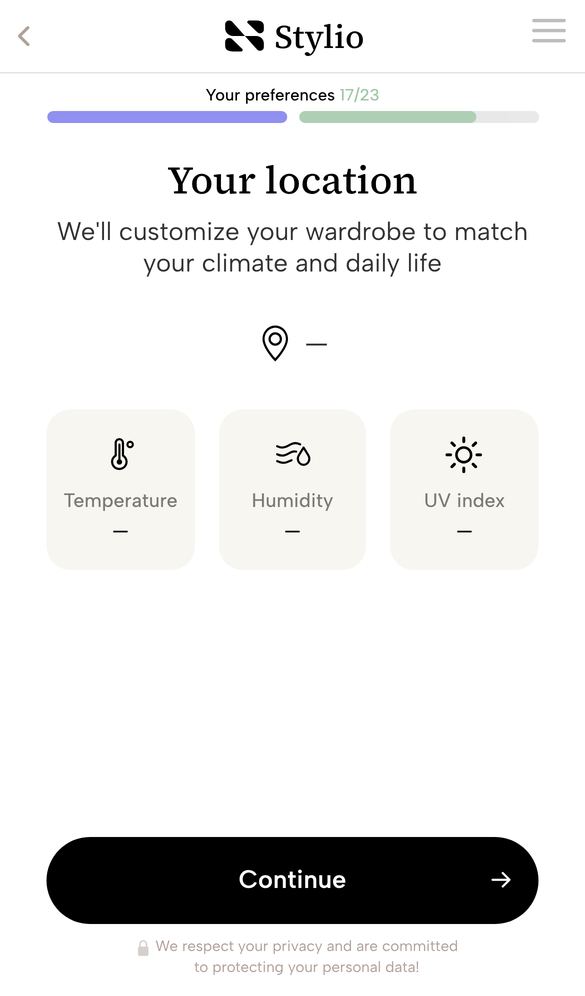 Stylio
Your preferences 17/23
Your location
We'll customize your wardrobe to match
your climate and daily life
—
Temperature
—
Humidity
—
UV index
—
Continue
We respect your privacy and are committed
to protecting your personal data!